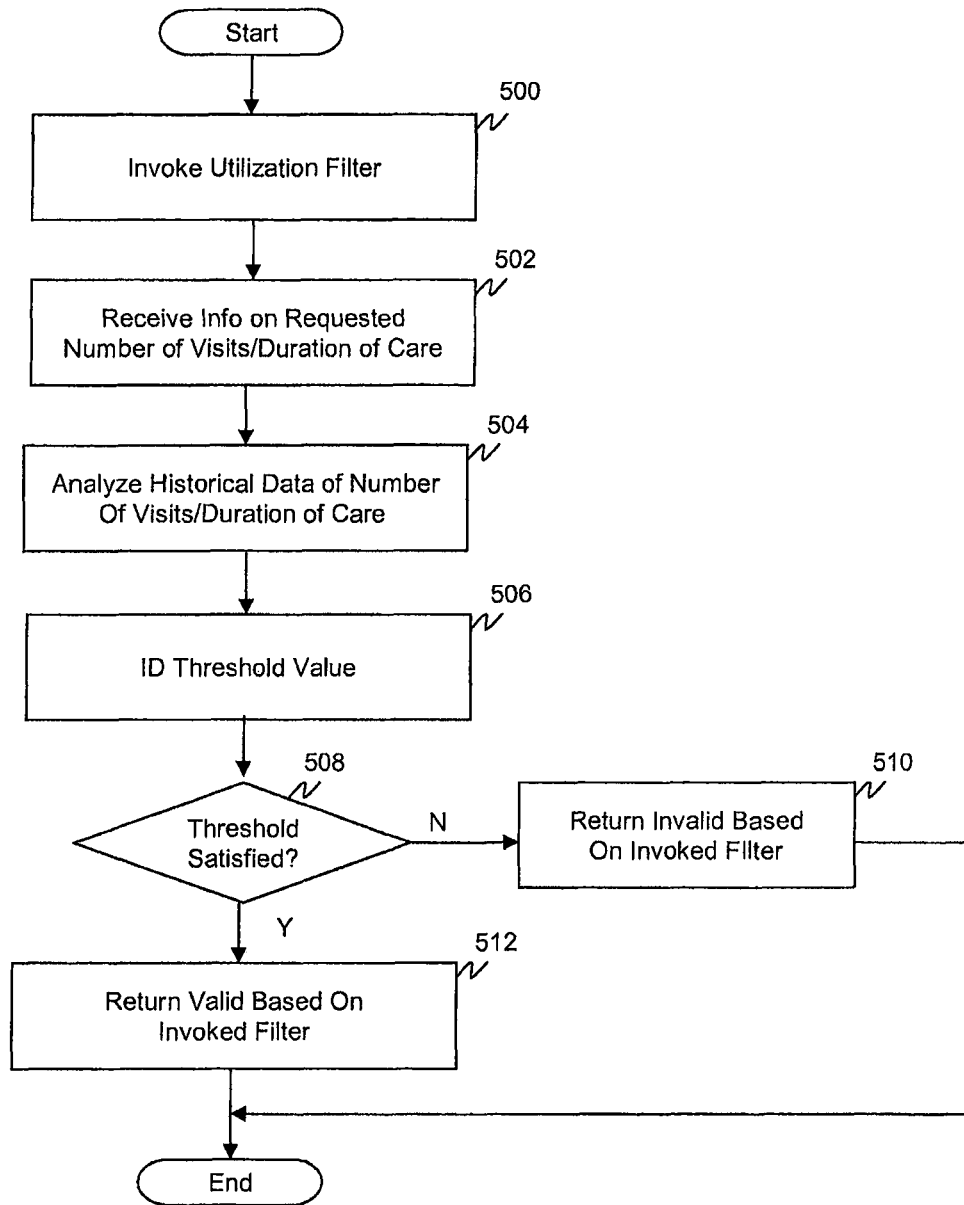 Start
500
Invoke Utilization Filter
502
Receive Info on Requested
Number of Visits/Duration of Care
504
Analyze Historical Data of Number
Of Visits/Duration of Care
506
ID Threshold Value
508
Threshold
Satisfied?
N
510
Return Invalid Based
On Invoked Filter
Y
512
Return Valid Based On
Invoked Filter
End